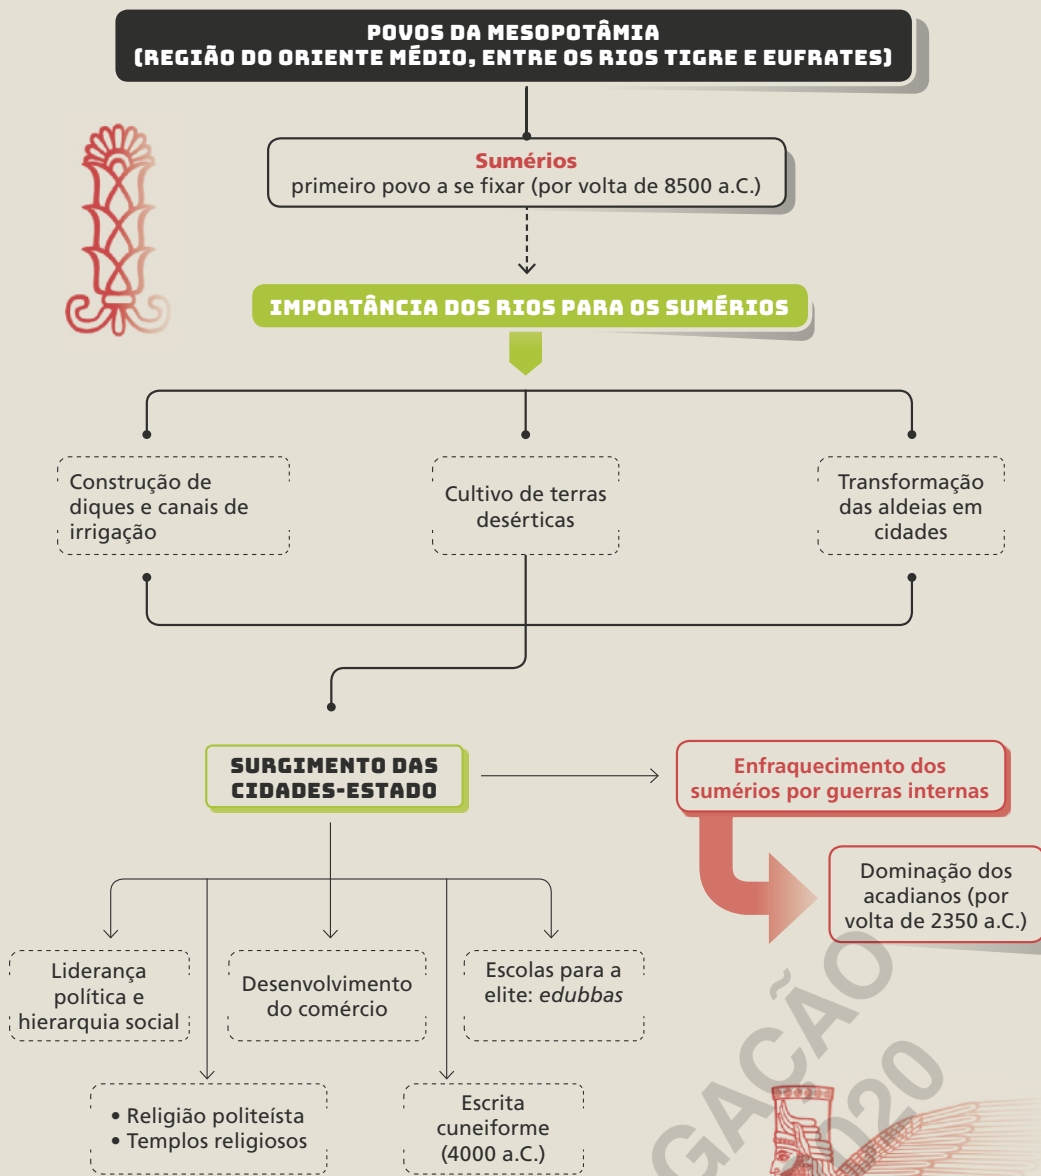 POVOS DA MESOPOTÂMIA
(REGIÃO DO ORIENTE MÉDIO, ENTRE OS RIOS TIGRE E EUFRATES)
Sumérios
primeiro povo a se fixar (por volta de 8500 a.C.)
IMPORTÂNCIA DOS RIOS PARA OS SUMÉRIOS
Construção de
diques e canais de
irrigação
Cultivo de terras
desérticas
Transformação
das aldeias em
cidades
SURGIMENTO DAS
CIDADES-ESTADO
Enfraquecimento dos
sumérios por guerras internas
Dominação dos
acadianos (por
volta de 2350 a.C.)
Liderança
política e
hierarquia social
Desenvolvimento
do comércio
Escolas para a
elite: edubbas
• Religião politeísta
• Templos religiosos
Escrita
cuneiforme
(4000 a.C.)
GAÇÃO
2020